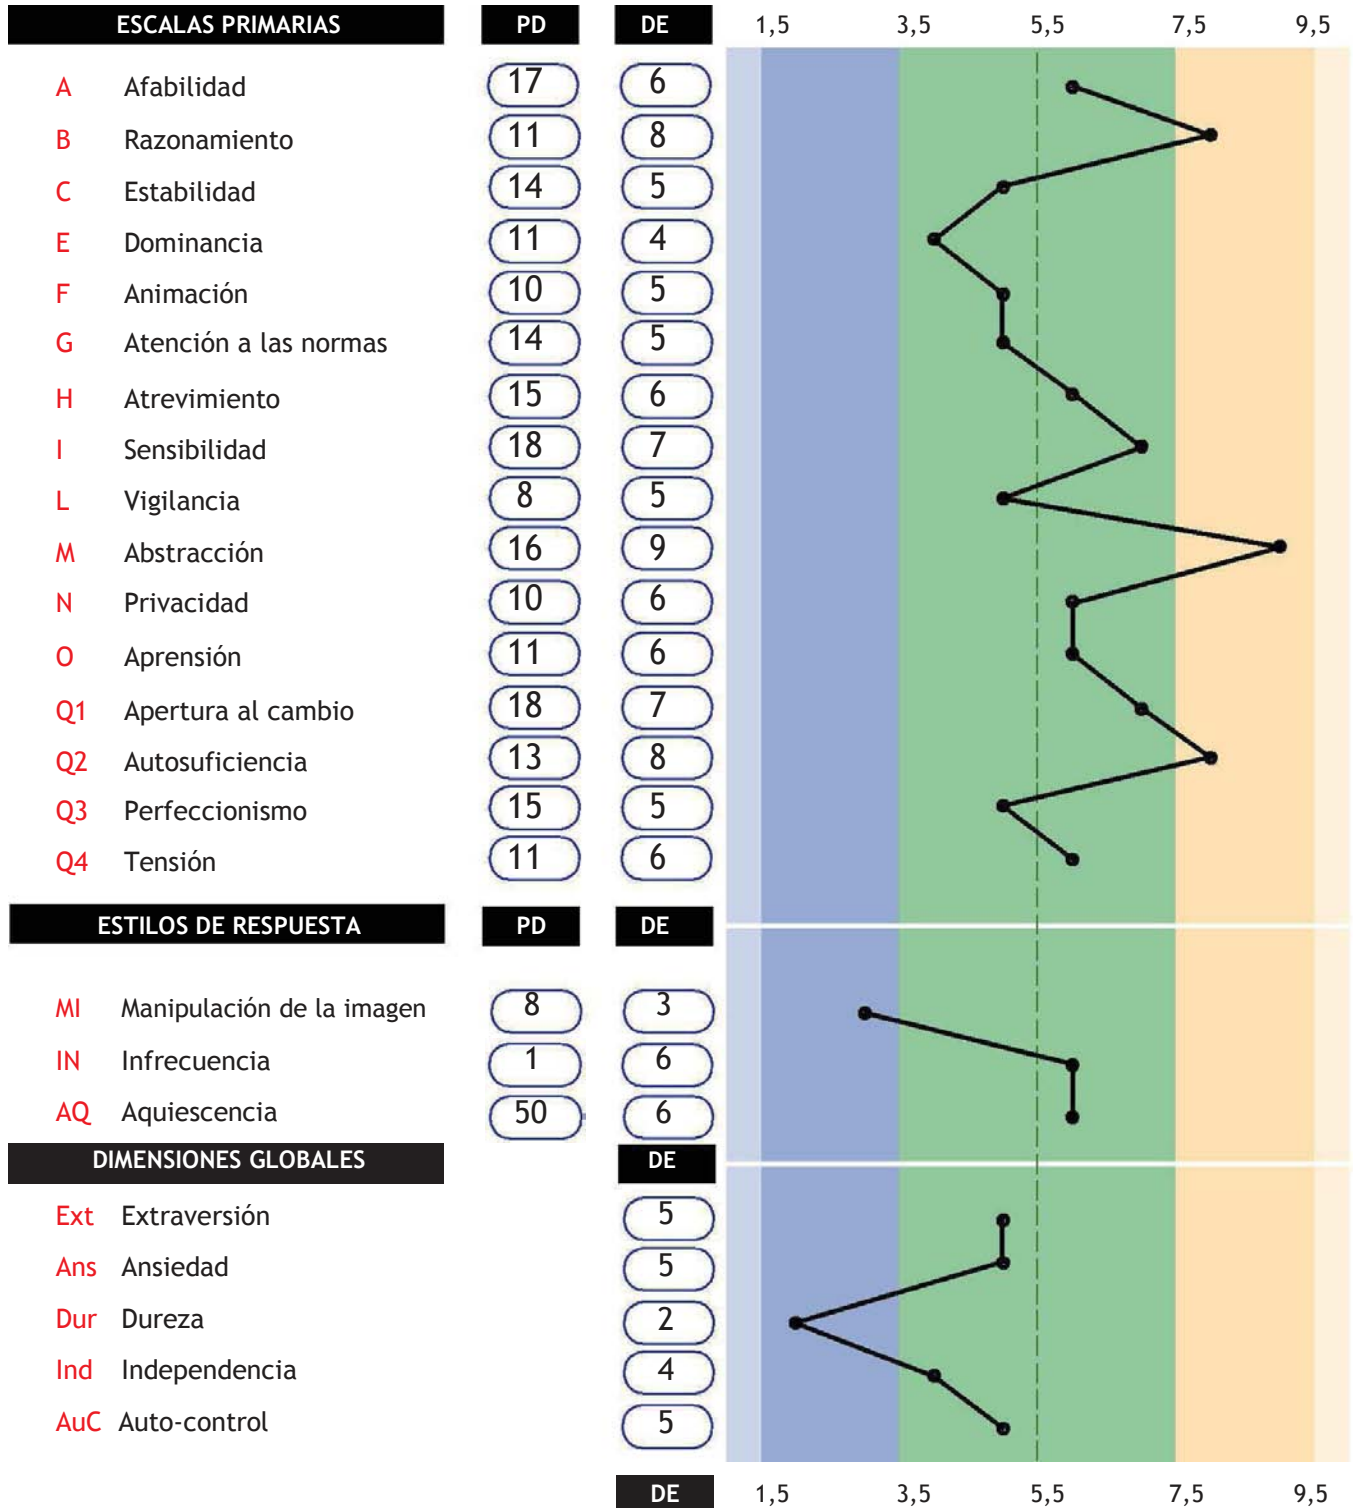 ESCALAS PRIMARIAS PD DE 1,5 3,5 5,5 7,5 9,5
A Afabilidad 17 6
B Razonamiento 11 8
C Estabilidad 14 5
E Dominancia 11 4
F Animación 10 5
G Atención a las normas 14 5
H Atrevimiento 15 6
I Sensibilidad 18 7
L Vigilancia 8 5
M Abstracción 16 9
N Privacidad 10 6
O Aprensión 11 6
Q1 Apertura al cambio 18 7
Q2 Autosuficiencia 13 8
Q3 Perfeccionismo 15 5
Q4 Tensión 11 6
ESTILOS DE RESPUESTA PD DE
MI Manipulación de la imagen 8 3
IN Infrecuencia 1 6
AQ Aquiescencia 50 6
DIMENSIONES GLOBALES DE
Ext Extraversión 5
Ans Ansiedad 5
Dur Dureza 2
Ind Independencia 4
AuC Auto-control 5
DE 1,5 3,5 5,5 7,5 9,5